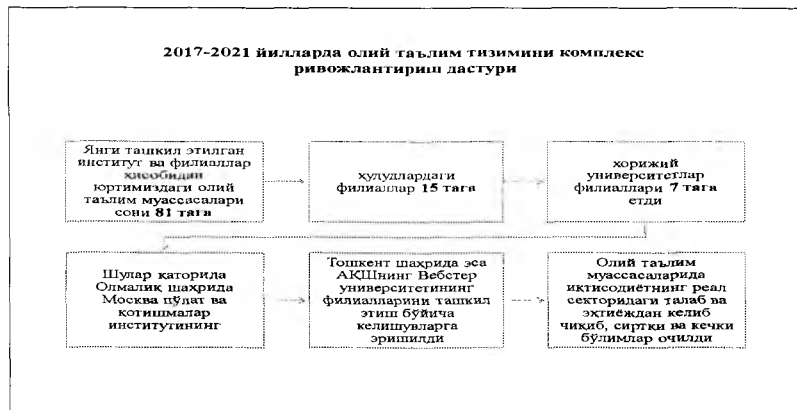 2017-2021 йилларда олий таълим тизимини комплекс
ривожлантириш дастури
Янги ташкил этилган
институт ва филиаллар
ҳисобидан
юртимиздаги олий
таълим муассасалари
сони 81 тага
ҳудудлардаги
филиаллар 15 тага
хорижий
университетлар
филиаллари 7 тага
етди
Шулар қаторида
Олмалиқ шаҳрида
Москва пўлат ва
қотишмалар
институтининг
Тошкент шаҳрида эса
АҚШнинг Вебстер
университетининг
филиалларини ташкил
этиш бўйича
келишувларга
эришилди
Олий таълим
муассасаларида
иқтисодиётнинг реал
секторидаги талаб ва
эҳтиёждан келиб
чиқиб, сиртқи ва кечки
бўлимлар очилди